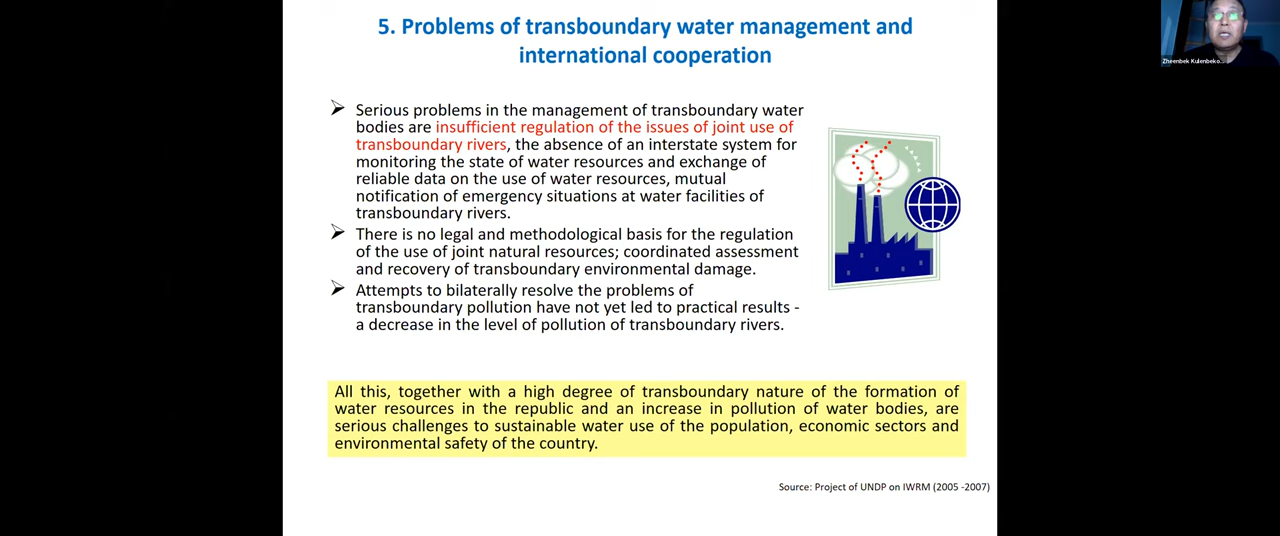 5. Problems of transboundary water management and
international cooperation
Zheenbek Kulenbeko...
➢ Serious problems in the management of transboundary water
bodies are insufficient regulation of the issues of joint use of
transboundary rivers, the absence of an interstate system for
monitoring the state of water resources and exchange of
reliable data on the use of water resources, mutual
notification of emergency situations at water facilities of
transboundary rivers.
➢ There is no legal and methodological basis for the regulation
of the use of joint natural resources; coordinated assessment
and recovery of transboundary environmental damage.
➢ Attempts to bilaterally resolve the problems of
transboundary pollution have not yet led to practical results -
a decrease in the level of pollution of transboundary rivers.
All this, together with a high degree of transboundary nature of the formation of
water resources in the republic and an increase in pollution of water bodies, are
serious challenges to sustainable water use of the population, economic sectors and
environmental safety of the country.
Source: Project of UNDP on IWRM (2005 -2007)